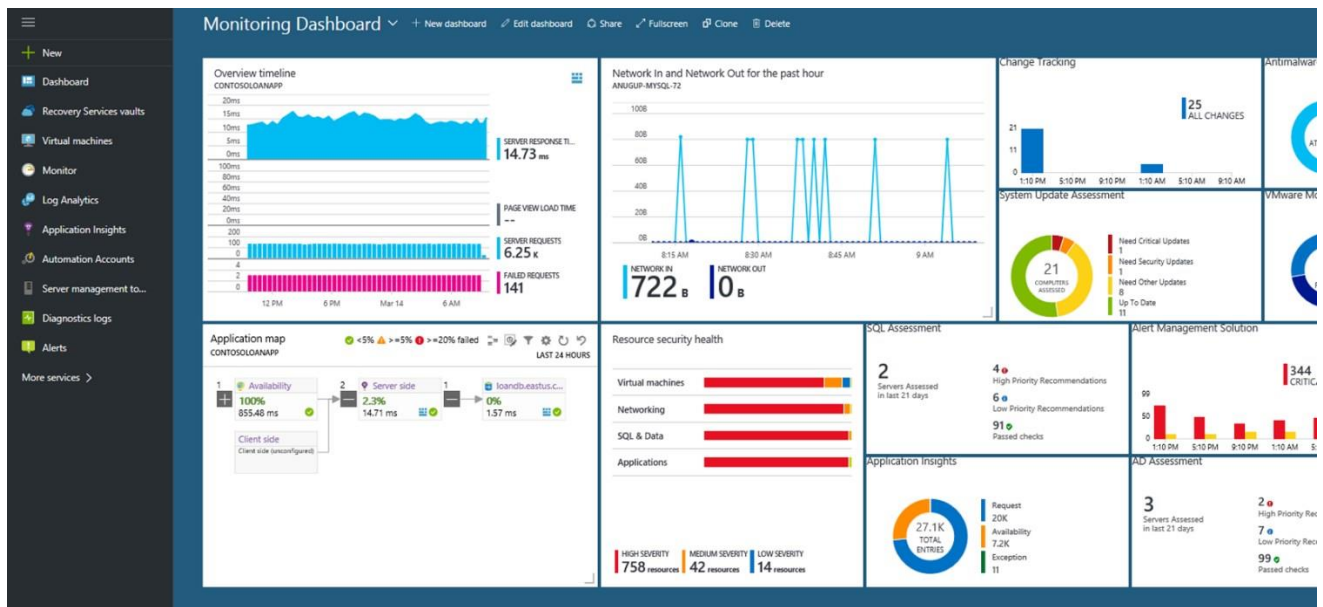 Monitoring Dashboard
New dashboard
Edit dashboard
Share
Fullscreen
Clone
Delete
New
Dashboard
Recovery Services vaults
Virtual machines
Monitor
Log Analytics
Application Insights
Automation Accounts
Server management to...
Diagnostics logs
Alerts
More services
Overview timeline
CONTOSOLOANAPP
20ms
15ms
10ms
5ms
0ms
SERVER RESPONSE TI...
14.73 ms
100ms
80ms
60ms
40ms
20ms
0ms
PAGE VIEW LOAD TIME
--
200
100
0
SERVER REQUESTS
6.25 K
4
2
0
FAILED REQUESTS
141
12 PM 6 PM Mar 14 6 AM
Network In and Network Out for the past hour
ANUGUP-MYSQL-72
100B
80B
60B
40B
20B
0B
8:15 AM 8:30 AM 8:45 AM 9 AM
NETWORK IN
722 B
NETWORK OUT
0 B
Change Tracking
25
ALL CHANGES
21
11
0
1:10 PM 5:10 PM 9:10 PM 1:10 AM 5:10 AM 9:10 AM
Antimalwar
AT
System Update Assessment
21
COMPUTERS
ASSESSED
Need Critical Updates
1
Need Security Updates
1
Need Other Updates
8
Up To Date
11
VMware Mo
Application map
CONTOSOLOANAPP
<5% >=5% >=20% failed
LAST 24 HOURS
1
Availability
100%
855.48 ms
2
Server side
2.3%
14.71 ms
1
loandb.eastus.c...
0%
1.57 ms
Client side
Client side (unconfigured)
Resource security health
Virtual machines
Networking
SQL & Data
Applications
HIGH SEVERITY
758 resources
MEDIUM SEVERITY
42 resources
LOW SEVERITY
14 resources
SQL Assessment
2
Servers Assessed
in last 21 days
4
High Priority Recommendations
6
Low Priority Recommendations
91
Passed checks
Alert Management Solution
344
CRITICA
99
50
0
1:10 PM 5:10 PM 9:10 PM 1:10 AM 5:
Application Insights
27.1K
TOTAL
ENTRIES
Request
20K
Availability
7.2K
Exception
11
AD Assessment
3
Servers Assessed
in last 21 days
2
High Priority Rec
7
Low Priority Reco
99
Passed checks